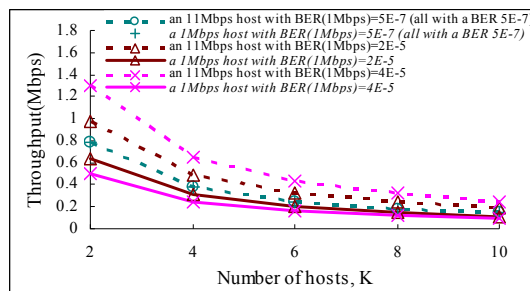 an 11Mbps host with BER(1Mbps)=5E-7 (all with a BER 5E-7)
a 1Mbps host with BER(1Mbps)=5E-7 (all with a BER 5E-7)
an 11Mbps host with BER(1Mbps)=2E-5
a 1Mbps host with BER(1Mbps)=2E-5
an 11Mbps host with BER(1Mbps)=4E-5
a 1Mbps host with BER(1Mbps)=4E-5
Throughput(Mbps)
1.8
1.6
1.4
1.2
1
0.8
0.6
0.4
0.2
0
2 4 6 8 10
Number of hosts, K